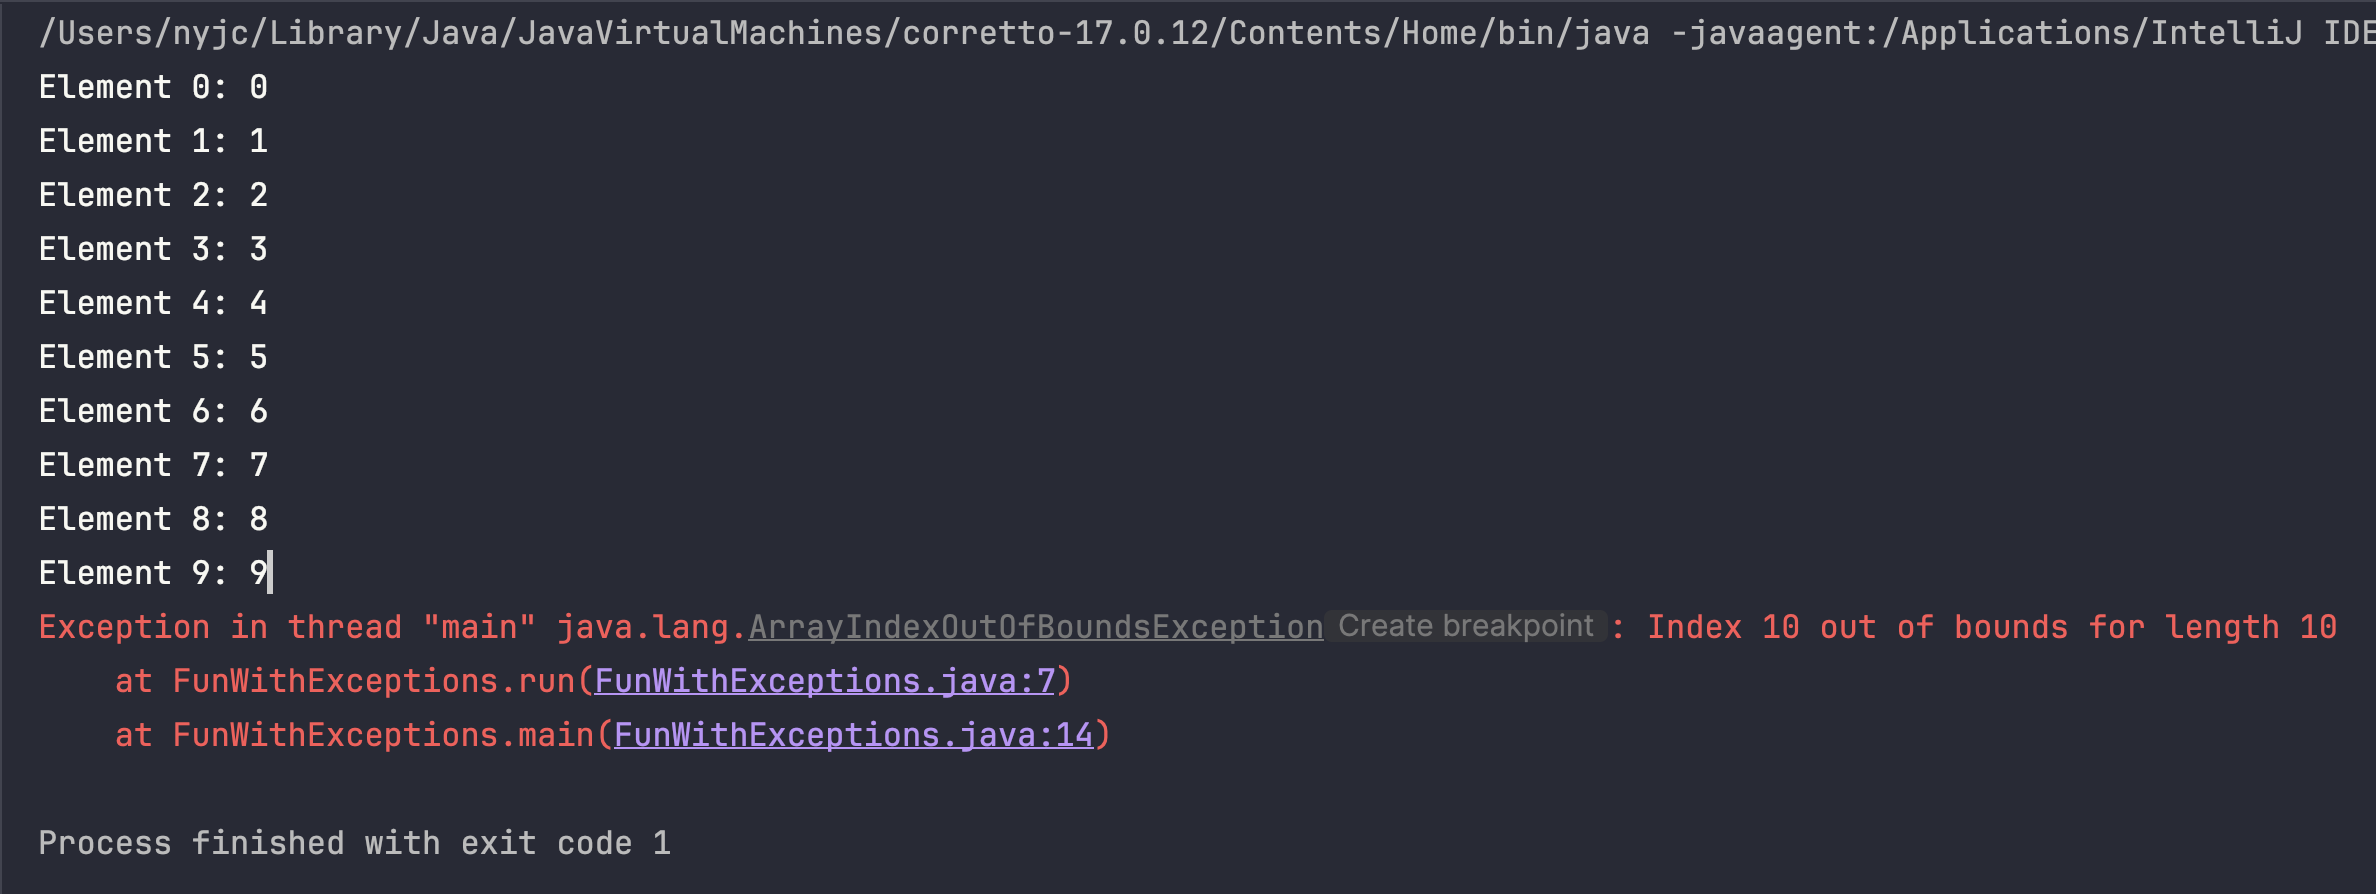 /Users/nyjc/Library/Java/JavaVirtualMachines/corretto-17.0.12/Contents/Home/bin/java -javaagent:/Applications/IntelliJ IDE
Element 0: 0
Element 1: 1
Element 2: 2
Element 3: 3
Element 4: 4
Element 5: 5
Element 6: 6
Element 7: 7
Element 8: 8
Element 9: 9
Exception in thread "main" java.lang.ArrayIndexOutOfBoundsException Create breakpoint : Index 10 out of bounds for length 10
    at FunWithExceptions.run(FunWithExceptions.java:7)
    at FunWithExceptions.main(FunWithExceptions.java:14)
Process finished with exit code 1